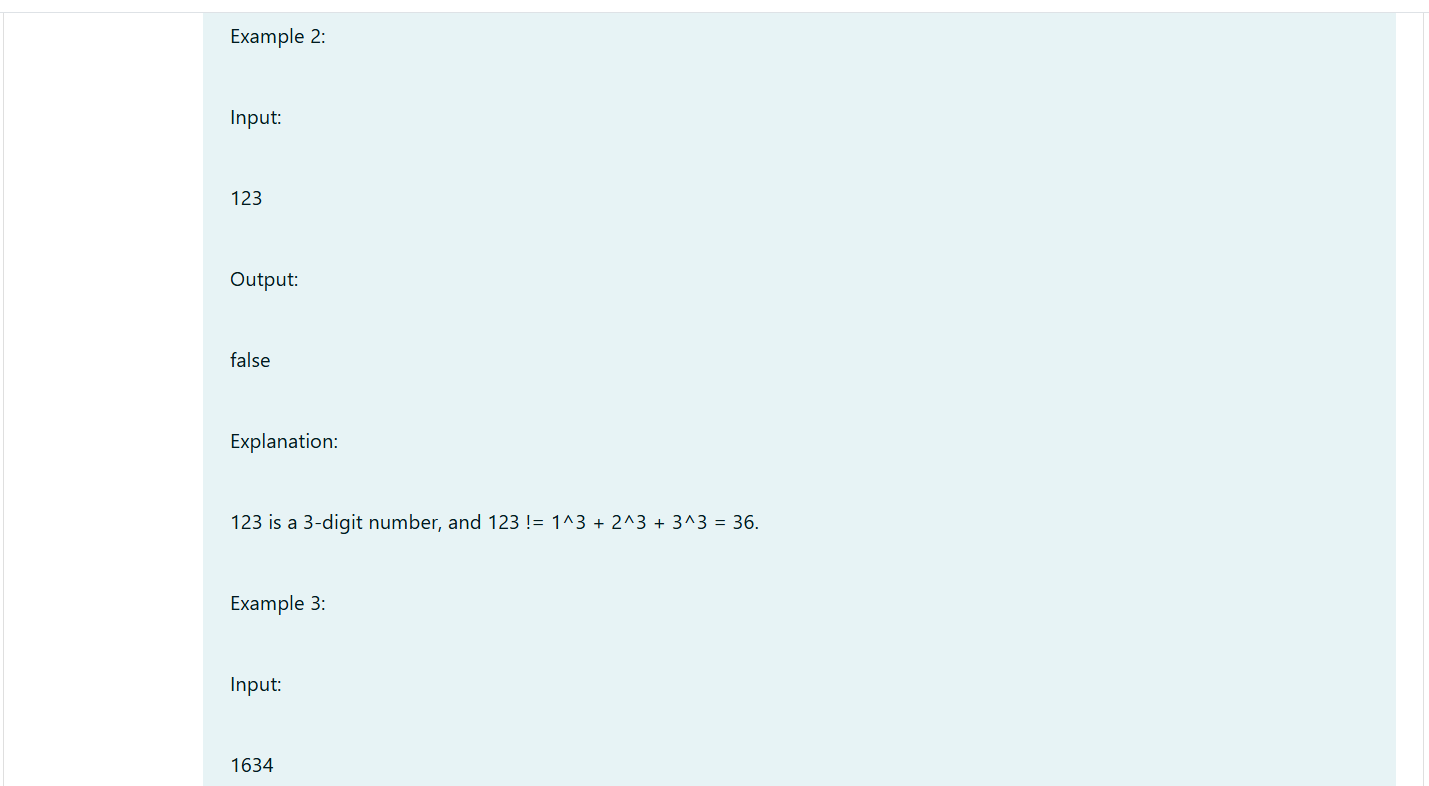 Example 2:
Input:
123
Output:
false
Explanation:
123 is a 3-digit number, and 123 != 1^3 + 2^3 + 3^3 = 36.
Example 3:
Input:
1634